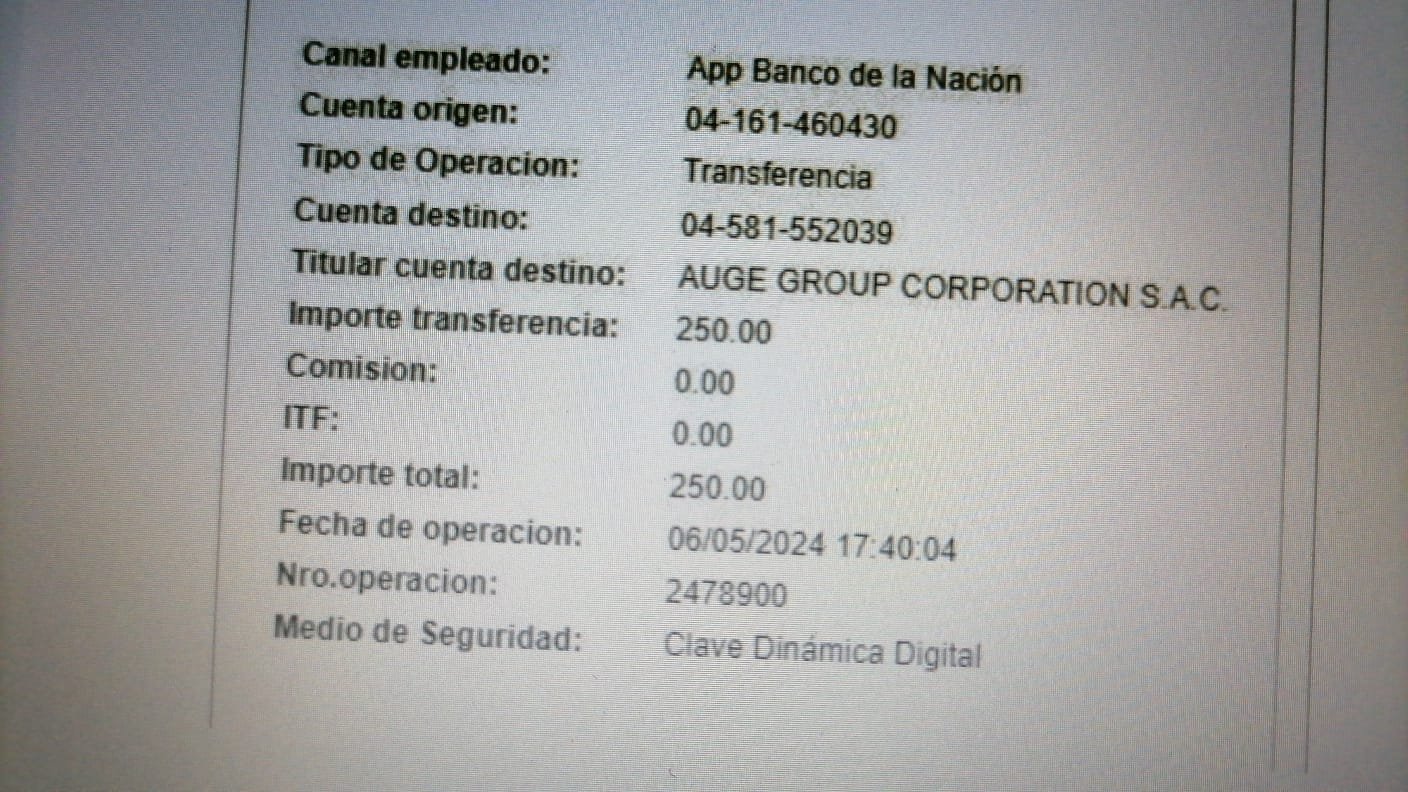 Canal empleado: App Banco de la Nación
Cuenta origen: 04-161-460430
Tipo de Operacion: Transferencia
Cuenta destino: 04-581-552039
Titular cuenta destino: AUGE GROUP CORPORATION S.A.C.
Importe transferencia: 250.00
Comision: 0.00
ITF: 0.00
Importe total: 250.00
Fecha de operacion: 06/05/2024 17:40:04
Nro.operacion: 2478900
Medio de Seguridad: Clave Dinámica Digital